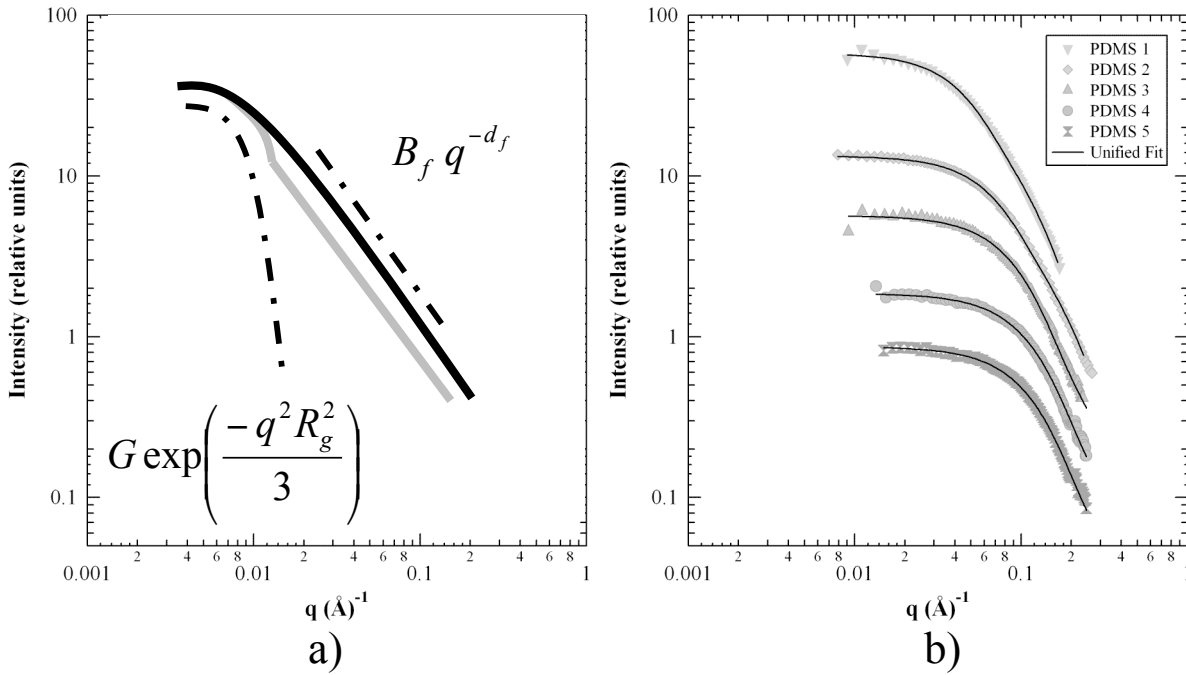 100
10
1
0.1
Intensity (relative units)
B_f q^{-d_f}
G exp(-q^2 R_g^2 / 3)
2 4 6 8 2 4 6 8 2 4 6 8
0.001 0.01 0.1 1
q (Å)^{-1}
a)
100
10
1
0.1
Intensity (relative units)
PDMS 1
PDMS 2
PDMS 3
PDMS 4
PDMS 5
Unified Fit
2 4 6 8 2 4 6 8 2 4 6 8
0.001 0.01 0.1 1
q (Å)^{-1}
b)